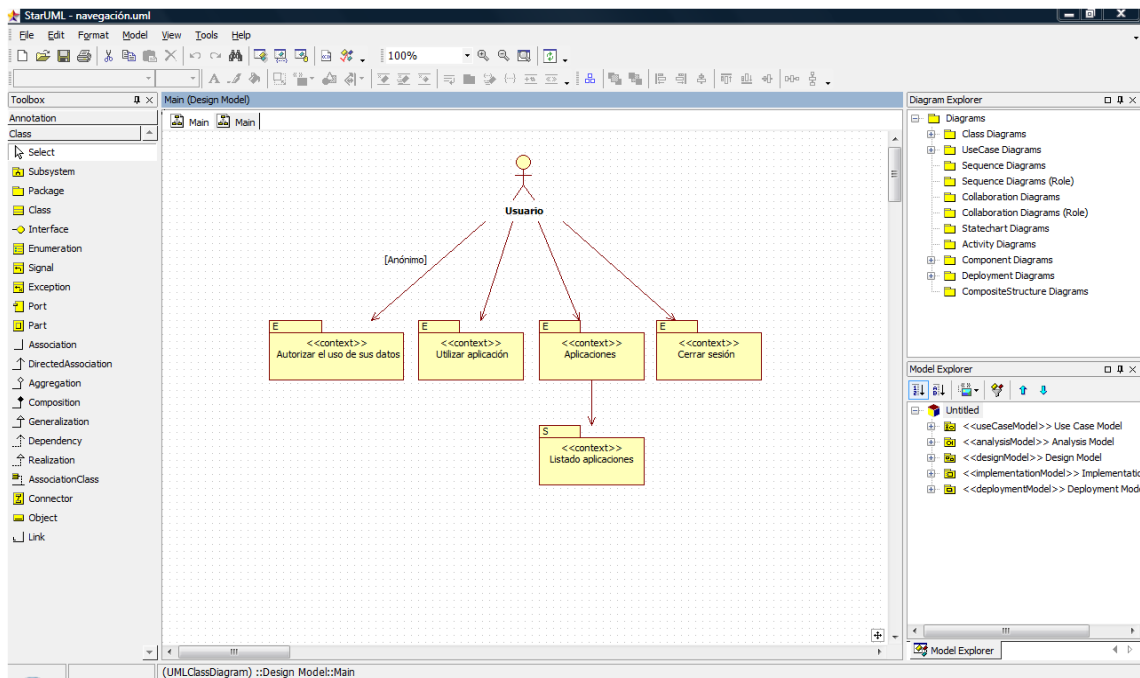 StarUML - navegación.uml
File Edit Format Model View Tools Help
100%
Toolbox
Annotation
Class
Select
Subsystem
Package
Class
Interface
Enumeration
Signal
Exception
Port
Part
Association
DirectedAssociation
Aggregation
Composition
Generalization
Dependency
Realization
AssociationClass
Connector
Object
Link
Main (Design Model)
Main Main
Usuario
[Anónimo]
E
<<context>>
Autorizar el uso de sus datos
E
<<context>>
Utilizar aplicación
E
<<context>>
Aplicaciones
E
<<context>>
Cerrar sesión
S
<<context>>
Listado aplicaciones
(UMLClassDiagram) ::Design Model::Main
Diagram Explorer
Diagrams
Class Diagrams
UseCase Diagrams
Sequence Diagrams
Sequence Diagrams (Role)
Collaboration Diagrams
Collaboration Diagrams (Role)
Statechart Diagrams
Activity Diagrams
Component Diagrams
Deployment Diagrams
CompositeStructure Diagrams
Model Explorer
Untitled
<<useCaseModel>> Use Case Model
<<analysisModel>> Analysis Model
<<designModel>> Design Model
<<implementationModel>> Implementatio
<<deploymentModel>> Deployment Mode
Model Explorer